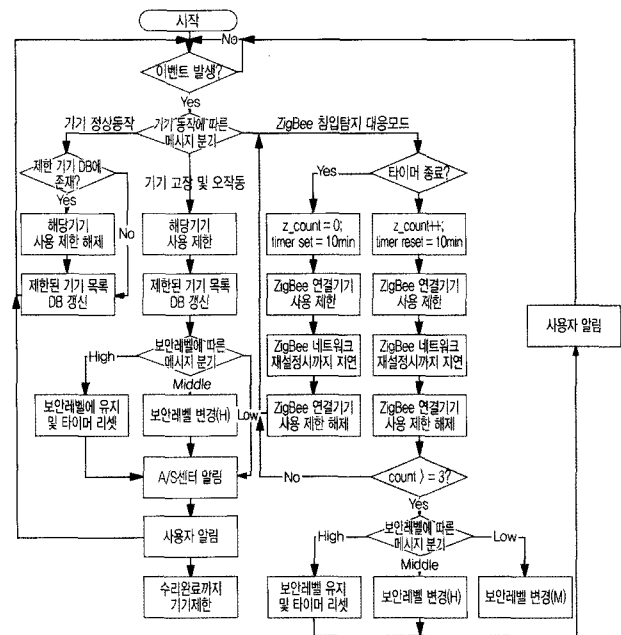 시작
No
이벤트 발생?
Yes
기기 정상동작
기기 동작에 따른
메시지 분기
ZigBee 침입탐지 대응모드
제한 기기 DB에
존재?
기기 고장 및 오작동
Yes
타이머 종료?
Yes
No
해당기기
사용 제한 해제
해당기기
사용 제한
z_count = 0;
timer set = 10min
z_count++;
timer reset = 10min
제한된 기기 목록
DB 갱신
제한된 기기 목록
DB 갱신
ZigBee 연결기기
사용 제한
ZigBee 연결기기
사용 제한
사용자 알림
High
보안레벨에 따른
메시지 분기
ZigBee 네트워크
재설정시까지 지연
ZigBee 네트워크
재설정시까지 지연
Middle
보안레벨에 유지
및 타이머 리셋
보안레벨 변경(H)
Low
ZigBee 연결기기
사용 제한 해제
ZigBee 연결기기
사용 제한 해제
A/S센터 알림
No
count > = 3?
Yes
사용자 알림
High
보안레벨에 따른
메시지 분기
Low
Middle
수리완료까지
기기제한
보안레벨 유지
및 타이머 리셋
보안레벨 변경(H)
보안레벨 변경(M)